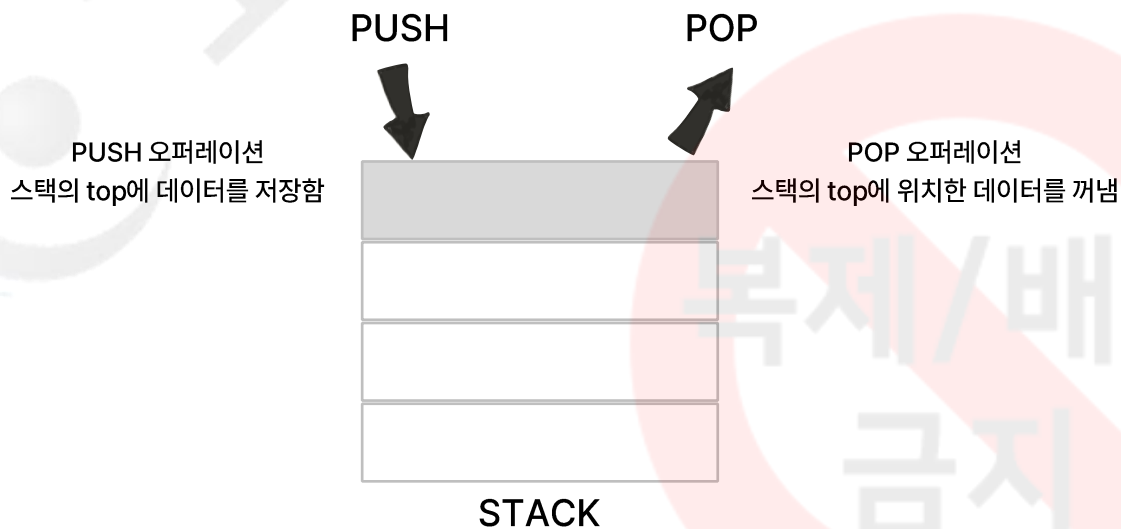 PUSH
POP
PUSH 오퍼레이션
스택의 top에 데이터를 저장함
POP 오퍼레이션
스택의 top에 위치한 데이터를 꺼냄
복제/배
금지
STACK